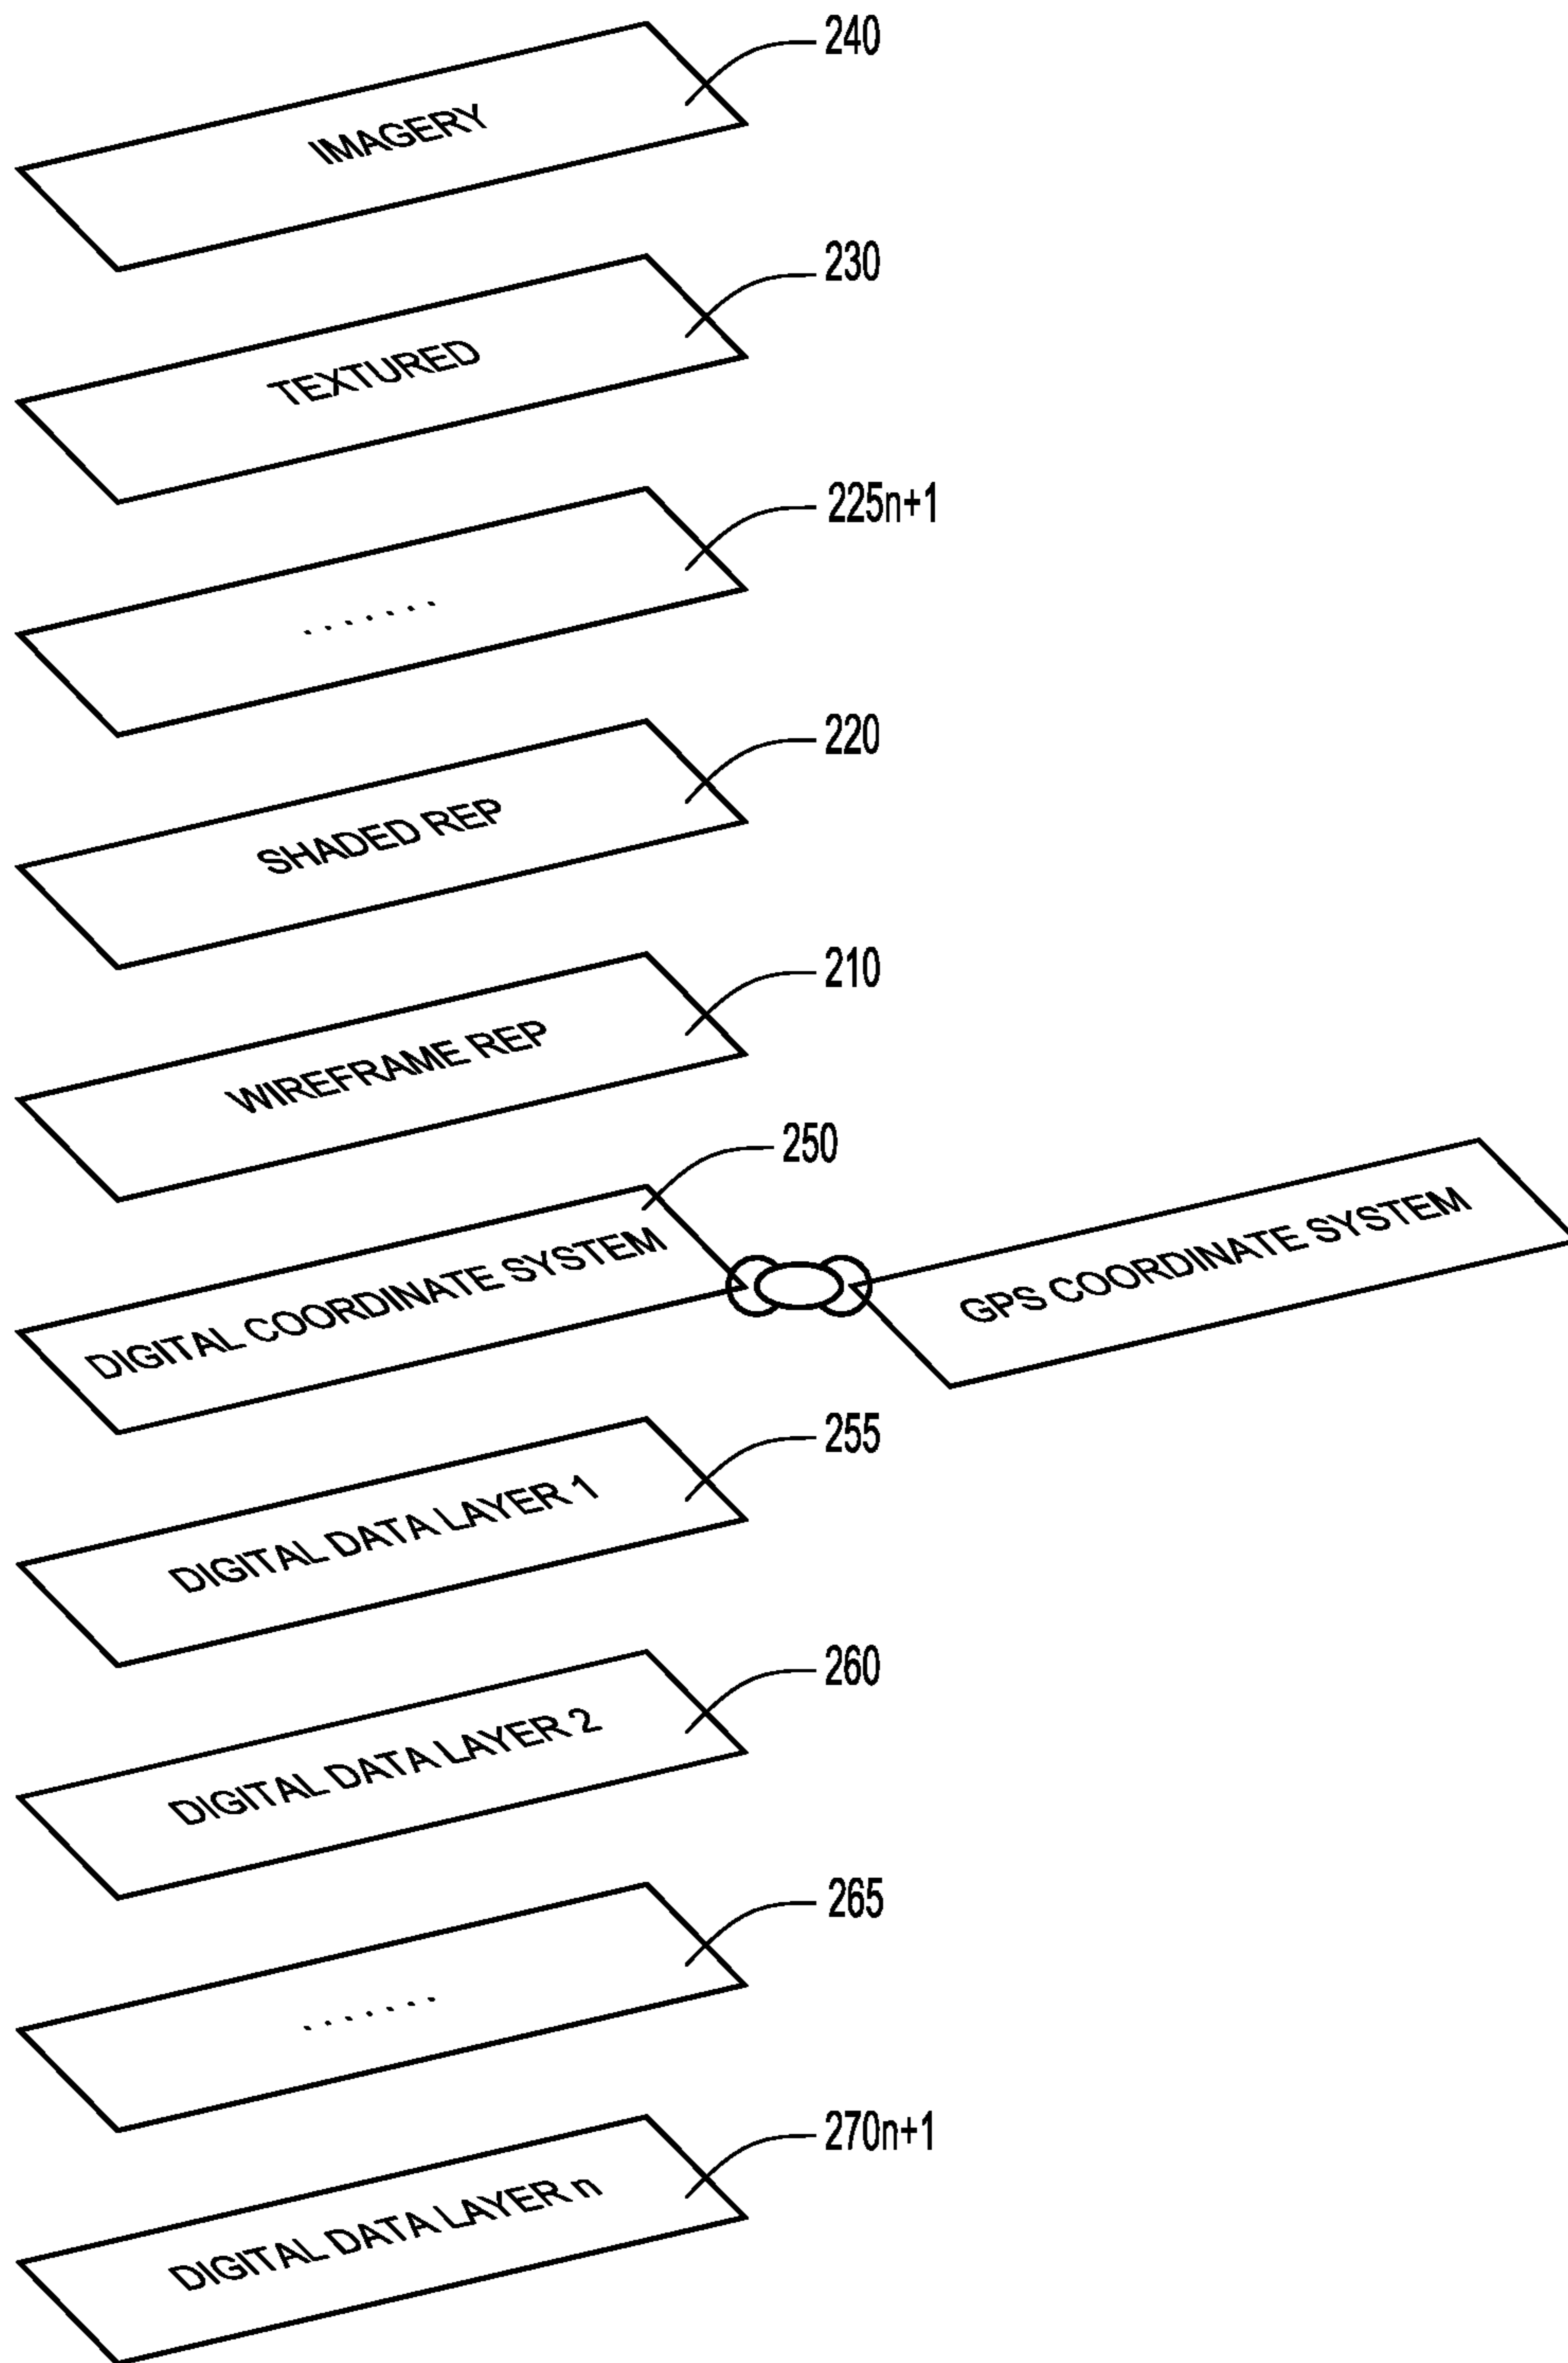 240
IMAGERY
230
TEXTURED
225n+1
.......
220
SHADED REP
210
WIREFRAME REP
250
DIGITAL COORDINATE SYSTEM
GPS COORDINATE SYSTEM
255
DIGITAL DATA LAYER 1
260
DIGITAL DATA LAYER 2
265
.......
270n+1
DIGITAL DATA LAYER n